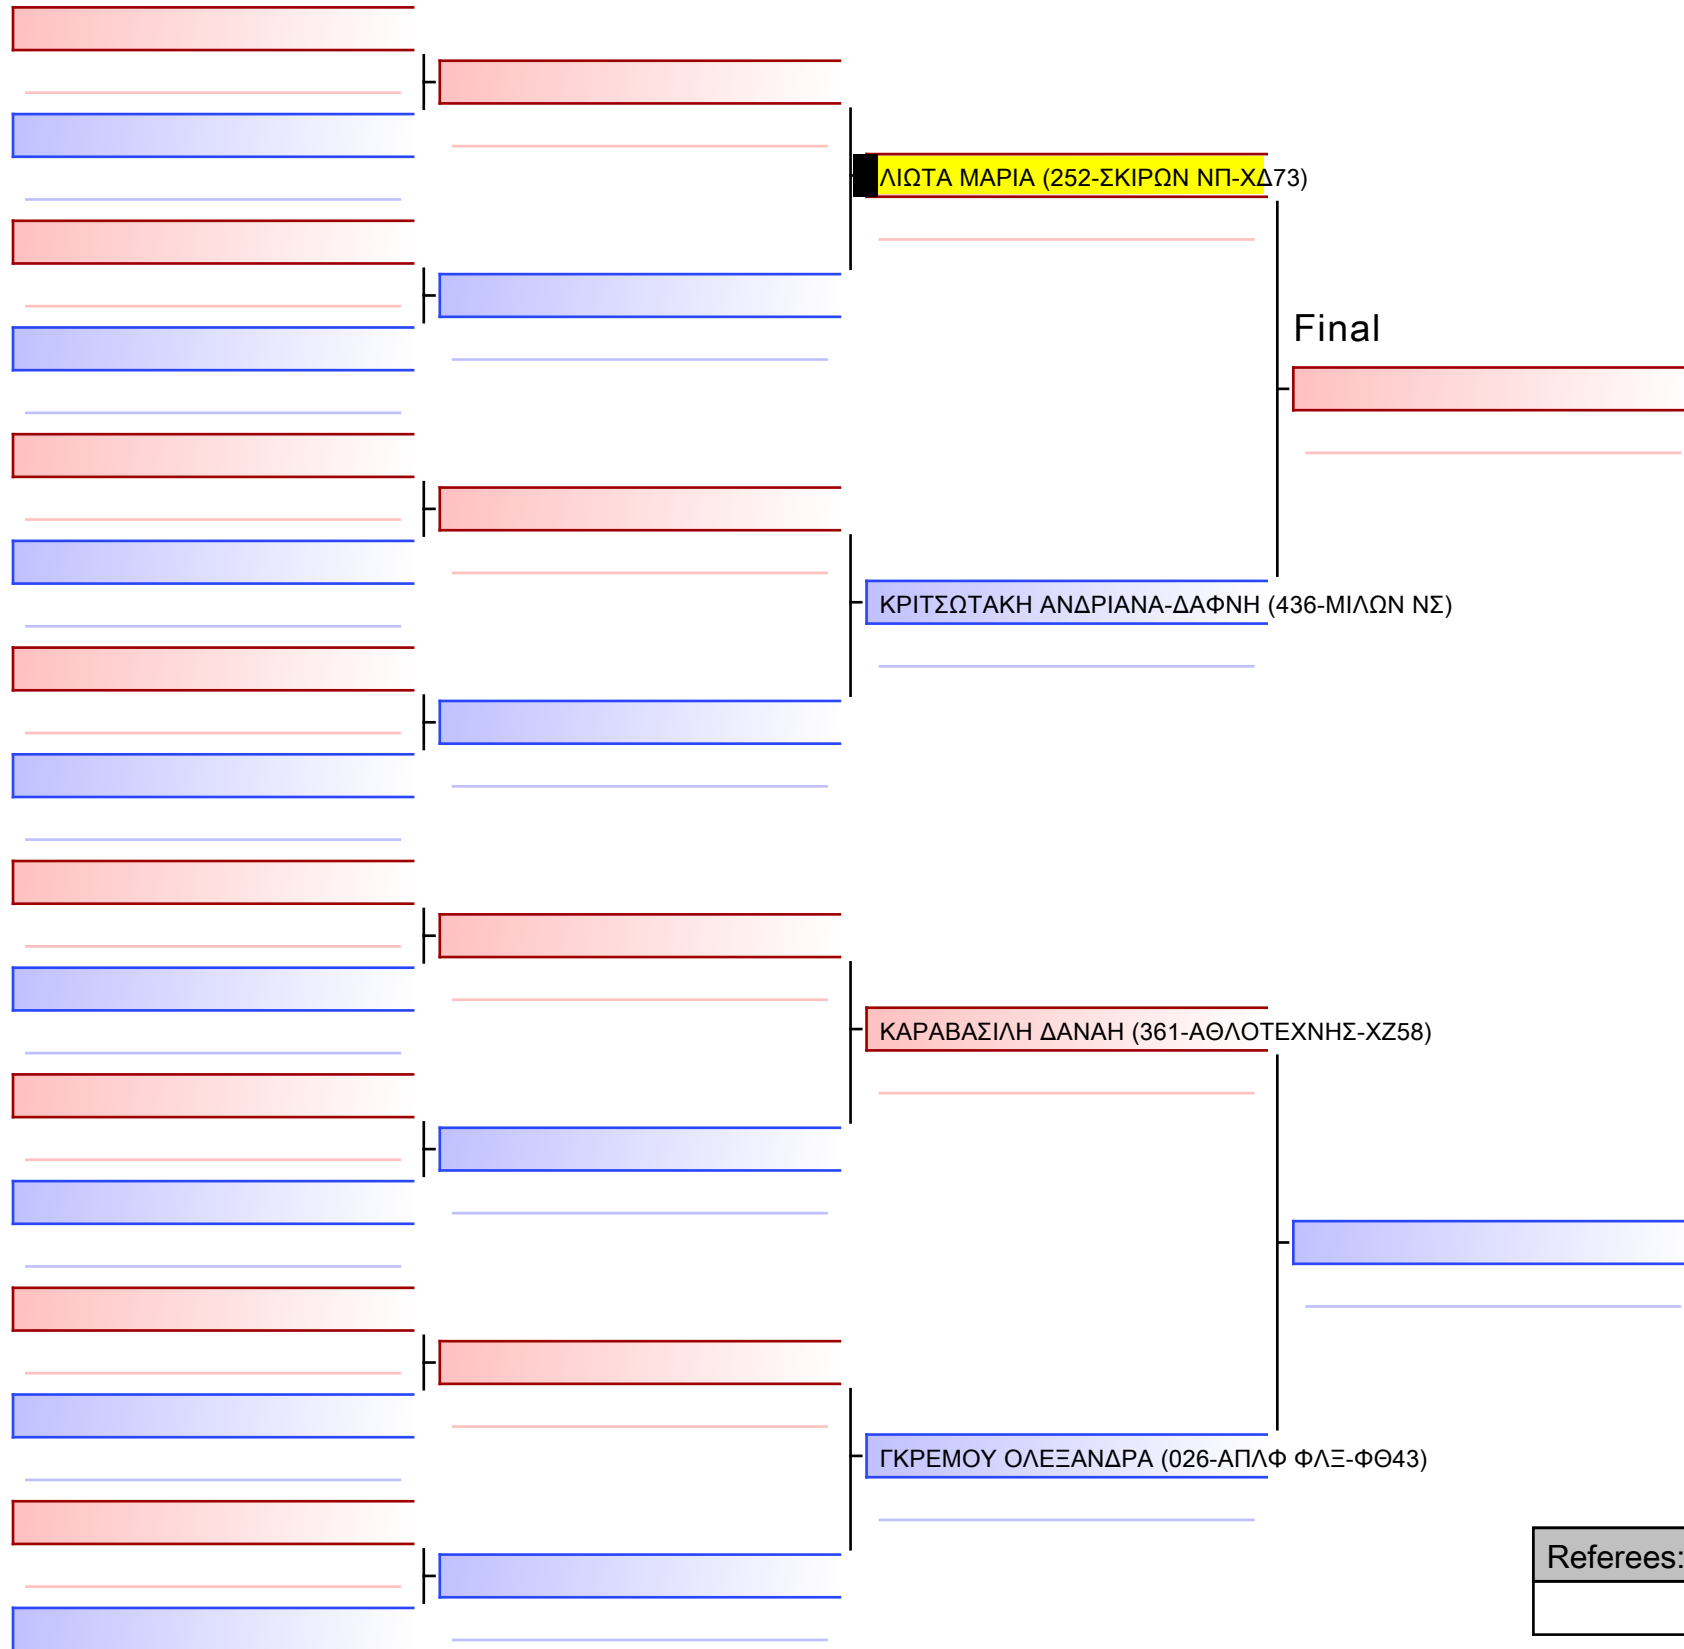 ΛΙΩΤΑ ΜΑΡΙΑ (252-ΣΚΙΡΩΝ ΝΠ-ΧΔ73)
Final
ΚΡΙΤΣΩΤΑΚΗ ΑΝΔΡΙΑΝΑ-ΔΑΦΝΗ (436-ΜΙΛΩΝ ΝΣ)
ΚΑΡΑΒΑΣΙΛΗ ΔΑΝΑΗ (361-ΑΘΛΟΤΕΧΝΗΣ-ΧΖ58)
ΓΚΡΕΜΟΥ ΟΛΕΞΑΝΔΡΑ (026-ΑΠΛΦ ΦΛΞ-ΦΘ43)
Referees: